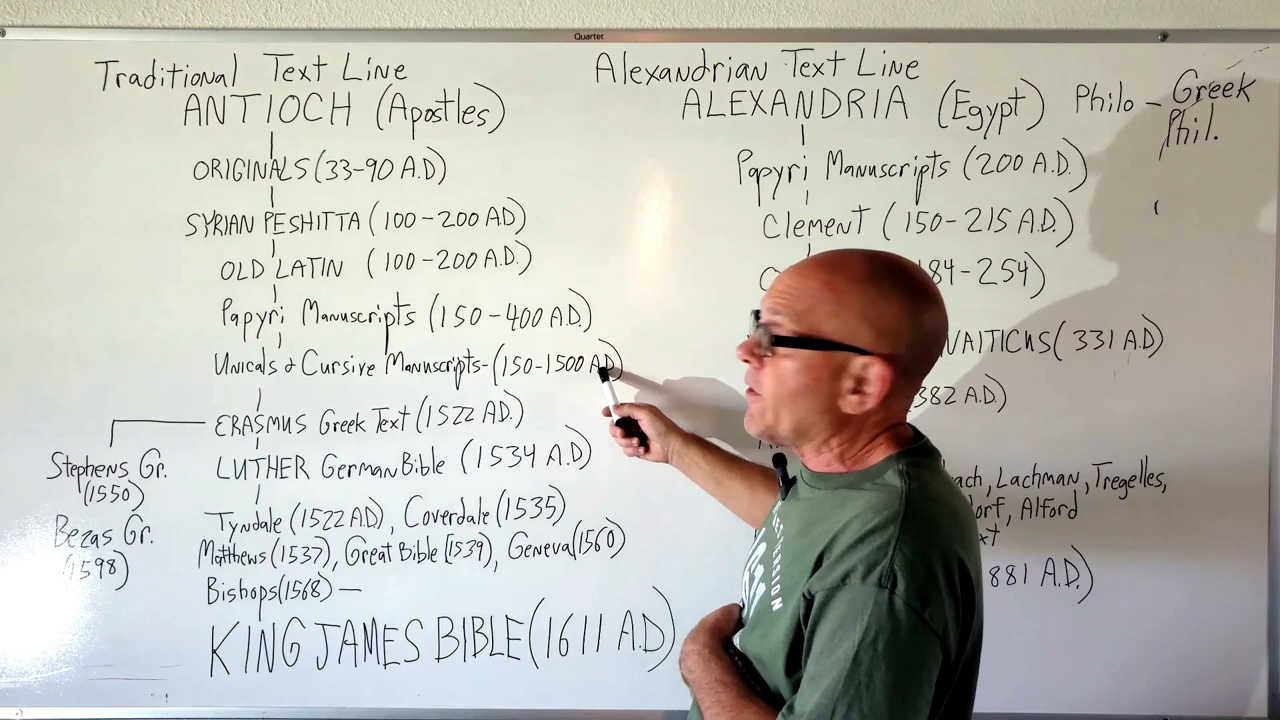 Quartet
Traditional Text Line
ANTIOCH (Apostles)
ORIGINALS (33-90 A.D)
SYRIAN PESHITTA (100-200 AD)
OLD LATIN (100-200 A.D.)
Papyri Manuscripts (150-400 A.D.)
Unicals & Cursive Manuscripts-(150-1500 AD)
ERASMUS Greek Text (1522 AD.)
Stephens Gr.
(1550)
Bezas Gr.
(1598)
LUTHER German Bible (1534 A.D)
Tyndale (1522 A.D), Coverdale (1535)
Matthews (1537), Great Bible (1539), Geneva (1560)
Bishops (1568) —
KING JAMES BIBLE (1611 A.D)
Alexandrian Text Line
ALEXANDRIA (Egypt) Philo - Greek
Phil.
Papyri Manuscripts (200 A.D.)
Clement (150-215 A.D.)
184-254)
VAITICUS (331 A.D)
382 A.D.)
ach, Lachman, Tregelles,
orf, Alford
xt
881 A.D.)